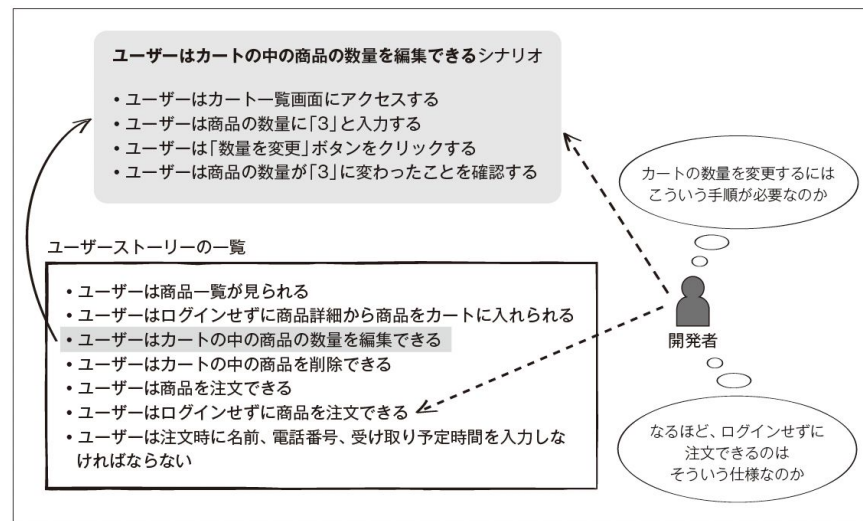 ユーザーはカートの中の商品の数量を編集できるシナリオ
・ユーザーはカート一覧画面にアクセスする
・ユーザーは商品の数量に「3」と入力する
・ユーザーは「数量を変更」ボタンをクリックする
・ユーザーは商品の数量が「3」に変わったことを確認する
カートの数量を変更するには
こういう手順が必要なのか
ユーザーストーリーの一覧
・ユーザーは商品一覧が見られる
・ユーザーはログインせずに商品詳細から商品をカートに入れられる
・ユーザーはカートの中の商品の数量を編集できる
・ユーザーはカートの中の商品を削除できる
・ユーザーは商品を注文できる
・ユーザーはログインせずに商品を注文できる
・ユーザーは注文時に名前、電話番号、受け取り予定時間を入力しな
ければならない
開発者
なるほど、ログインせずに
注文できるのは
そういう仕様なのか